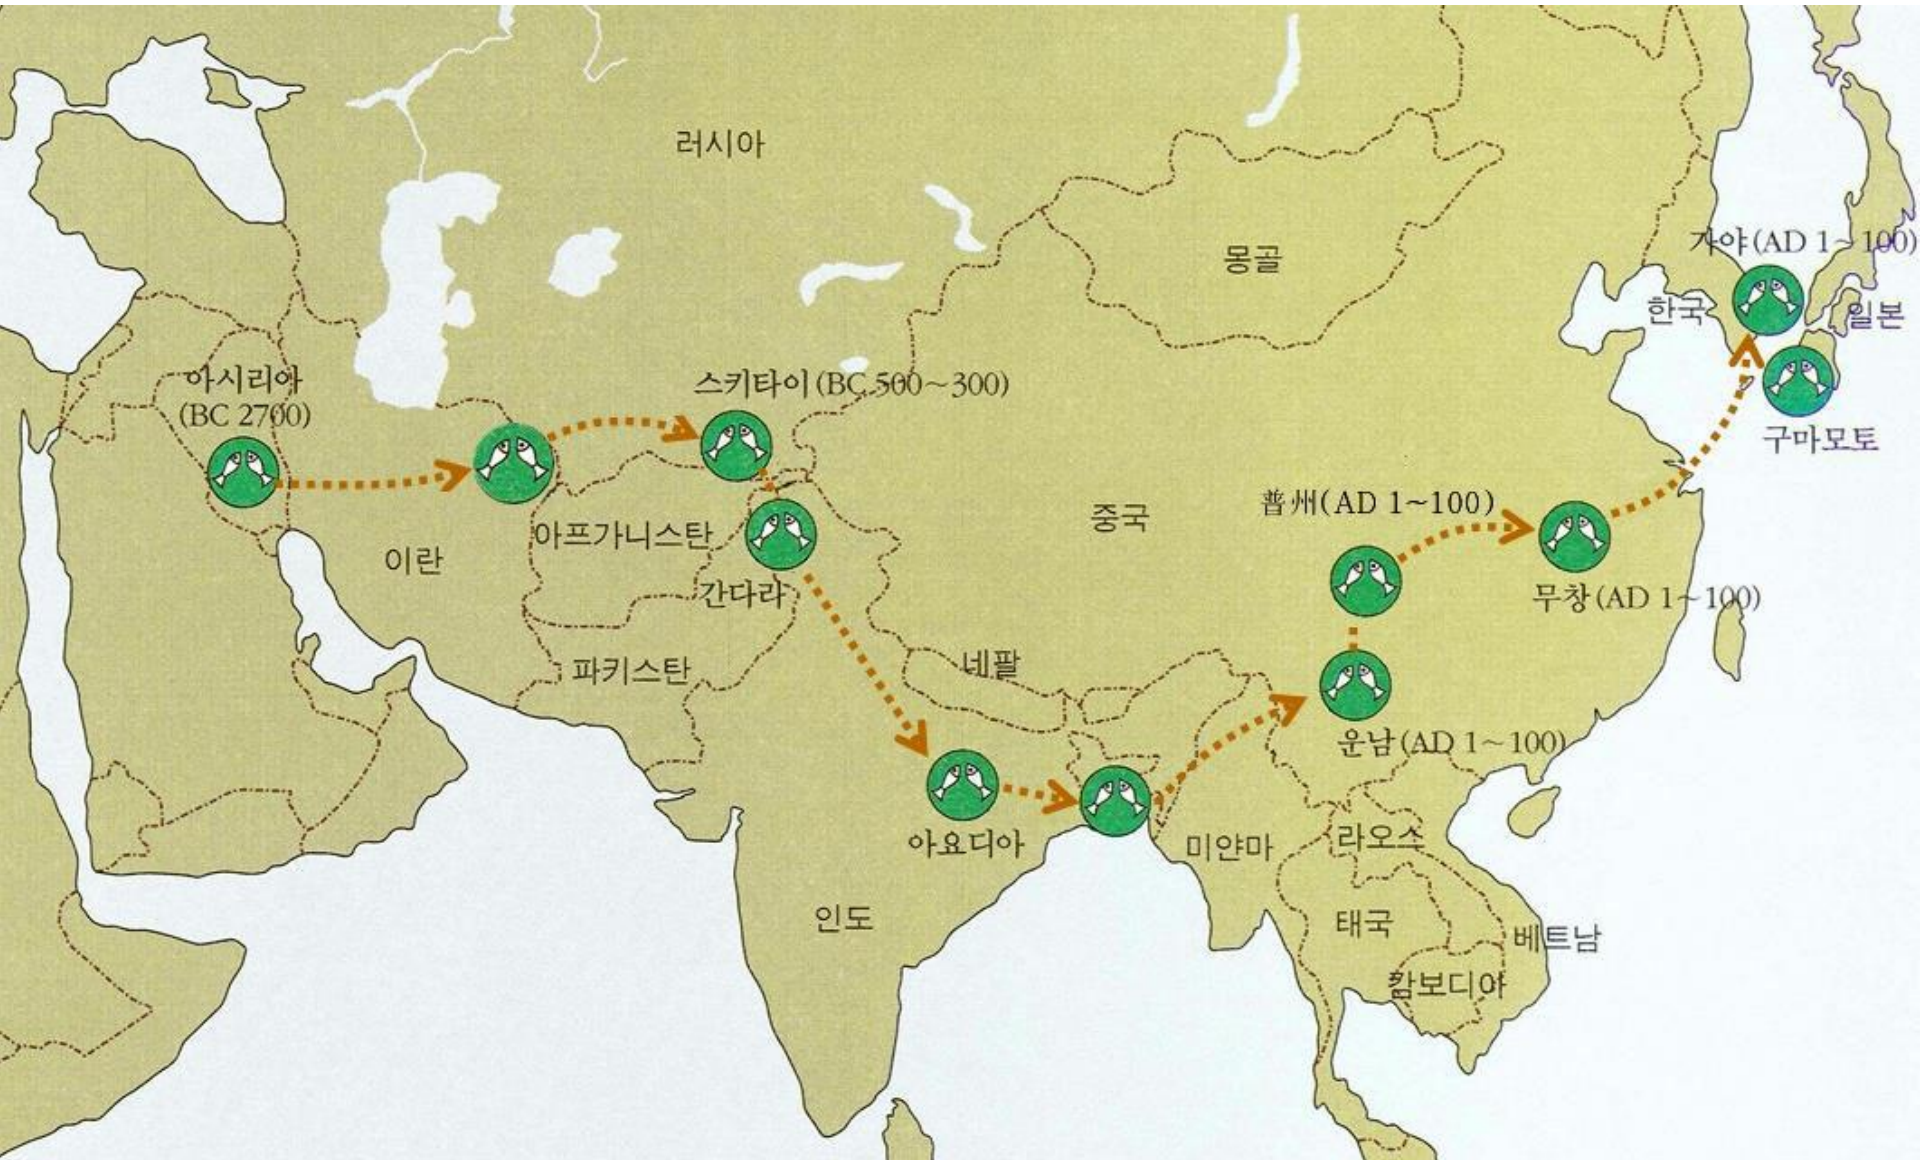 러시아
몽골
가야(AD 1~100)
한국
일본
아시리아
(BC 2700)
스키타이(BC 500~300)
구마모토
普州(AD 1~100)
중국
아프가니스탄
이란
간다라
무창(AD 1~100)
파키스탄
네팔
운남(AD 1~100)
아요디아
미얀마
라오스
인도
태국
베트남
캄보디아